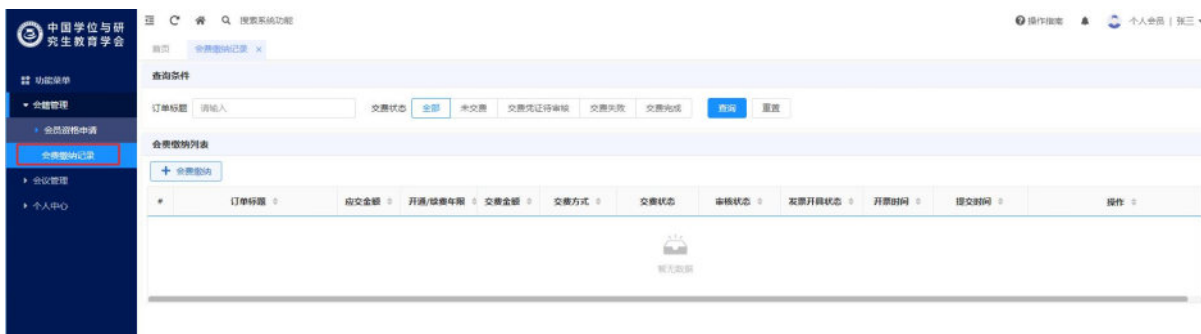 中国学位与研究生教育学会
搜索系统功能
操作指南
个人会员 | 张三
首页 会费缴纳记录 ×
功能菜单
会籍管理
会员资格申请
会费缴纳记录
会议管理
个人中心
查询条件
订单标题 请输入 交费状态 全部 未交费 交费凭证待审核 交费失败 交费完成 查询 重置
会费缴纳列表
+ 会费缴纳
# 订单标题 应交金额 开通/续费年限 交费金额 交费方式 交费状态 审核状态 发票开具状态 开票时间 提交时间 操作
暂无数据